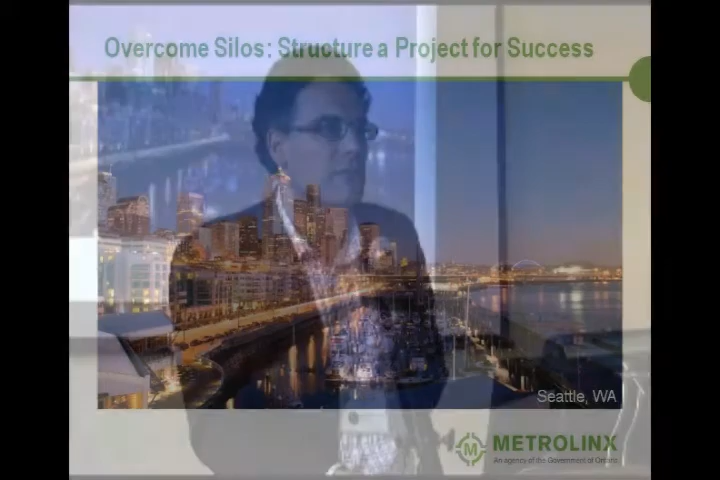 Overcome Silos: Structure a Project for Success
Seattle, WA
METROLINX
An agency of the Government of Ontario